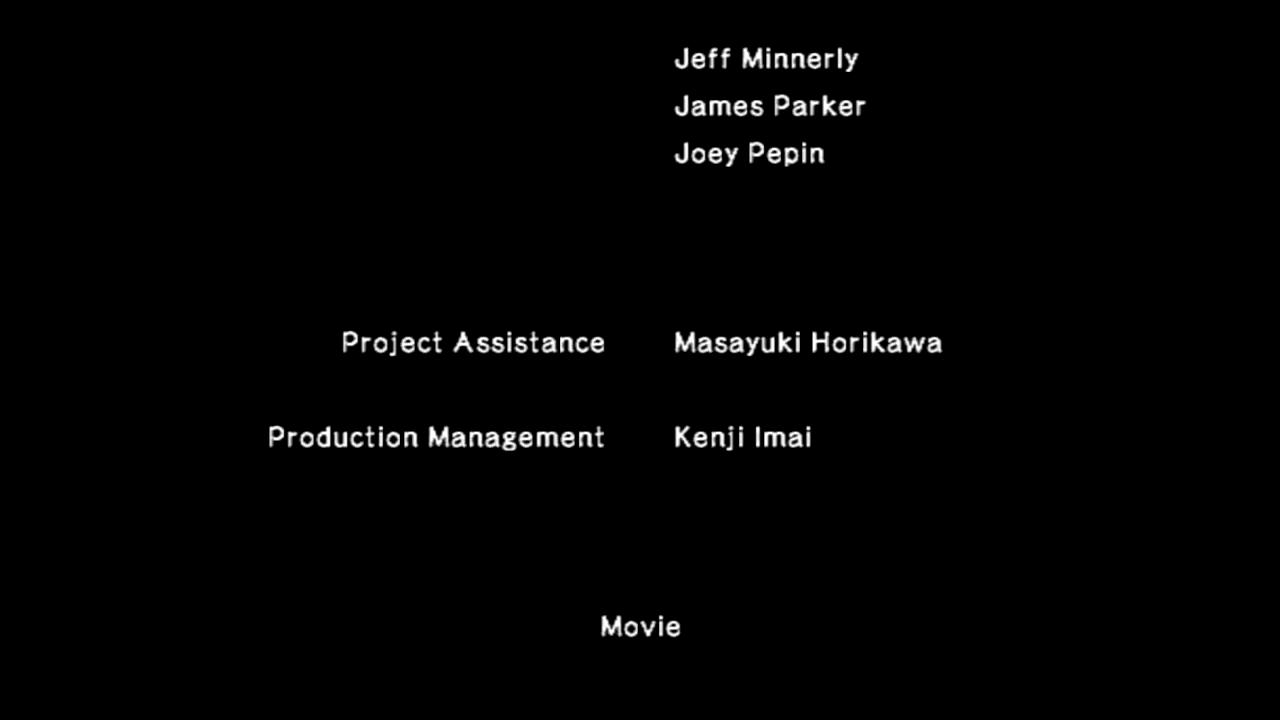 Jeff Minnerly
James Parker
Joey Pepin
Project Assistance Masayuki Horikawa
Production Management Kenji Imai
Movie